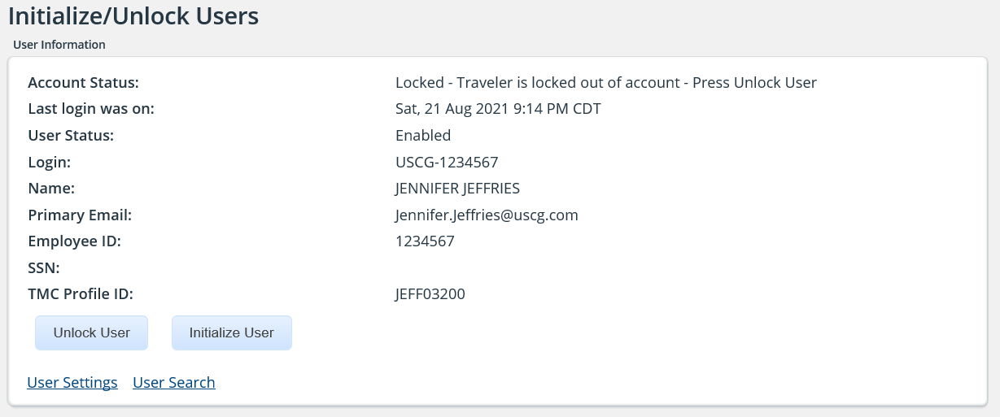 Initialize/Unlock Users
User Information
Account Status: Locked - Traveler is locked out of account - Press Unlock User
Last login was on: Sat, 21 Aug 2021 9:14 PM CDT
User Status: Enabled
Login: USCG-1234567
Name: JENNIFER JEFFRIES
Primary Email: Jennifer.Jeffries@uscg.com
Employee ID: 1234567
SSN:
TMC Profile ID: JEFF03200
Unlock User Initialize User
User Settings User Search